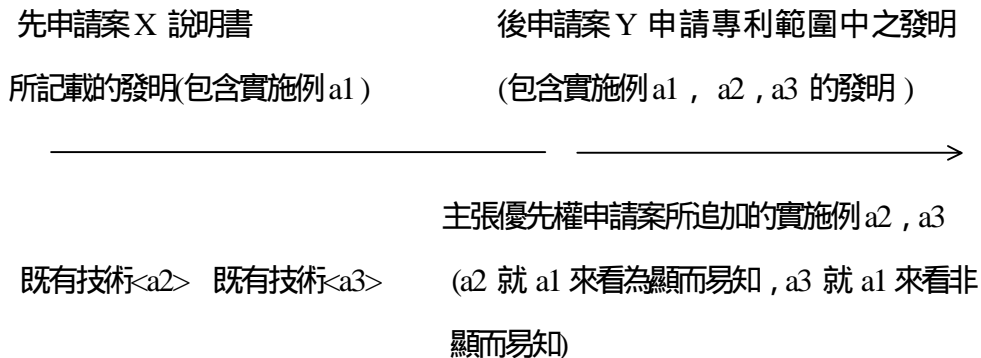 先申請案X 說明書
後申請案Y 申請專利範圍中之發明
所記載的發明(包含實施例a1)
(包含實施例a1, a2,a3 的發明)
主張優先權申請案所追加的實施例a2,a3
既有技術<a2> 既有技術<a3>
(a2 就 a1 來看為顯而易知,a3 就 a1 來看非
顯而易知)